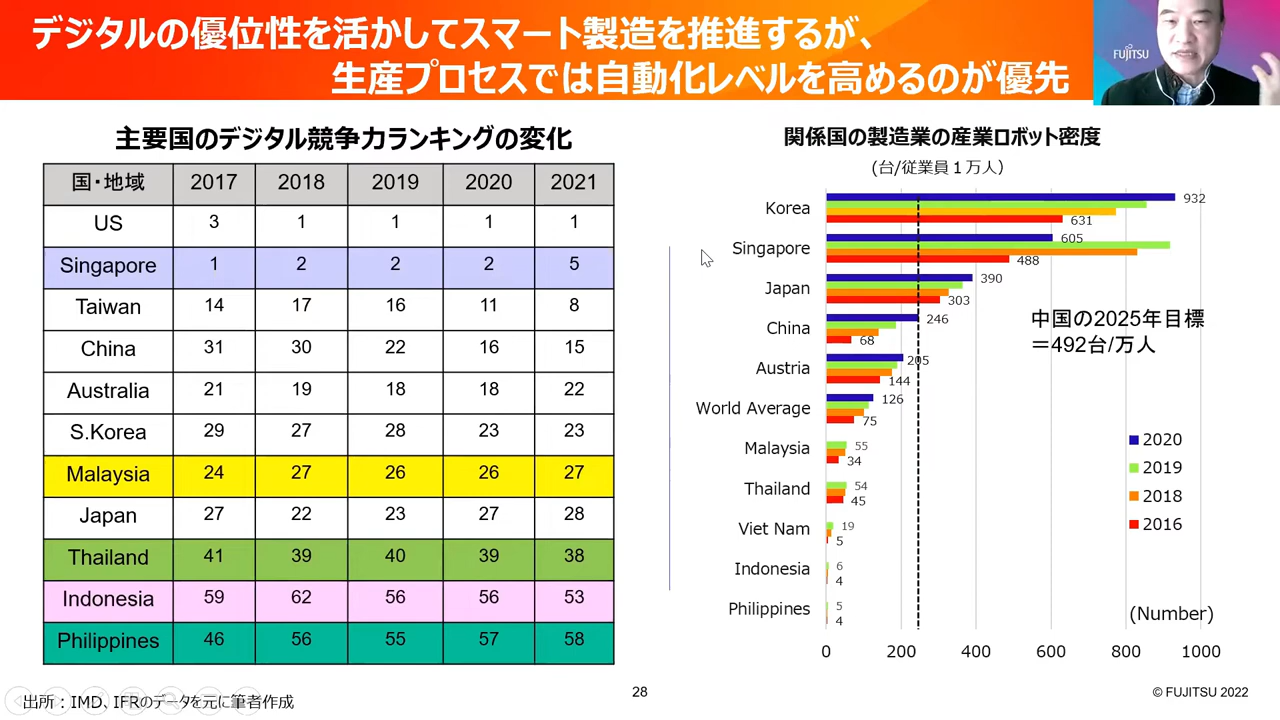 デジタルの優位性を活かしてスマート製造を推進するが、
生産プロセスでは自動化レベルを高めるのが優先
FUJITSU
主要国のデジタル競争力ランキングの変化
国・地域 2017 2018 2019 2020 2021
US 3 1 1 1 1
Singapore 1 2 2 2 5
Taiwan 14 17 16 11 8
China 31 30 22 16 15
Australia 21 19 18 18 22
S.Korea 29 27 28 23 23
Malaysia 24 27 26 26 27
Japan 27 22 23 27 28
Thailand 41 39 40 39 38
Indonesia 59 62 56 56 53
Philippines 46 56 55 57 58
関係国の製造業の産業ロボット密度
(台/従業員1万人)
Korea 932
631
Singapore 605
488
Japan 390
303
China 246
68
Austria 205
144
World Average 126
75
Malaysia 55
34
Thailand 54
45
Viet Nam 19
5
Indonesia 6
4
Philippines 5
4
中国の2025年目標
＝492台/万人
2020
2019
2018
2016
(Number)
0 200 400 600 800 1000
出所：IMD、IFRのデータを元に筆者作成
28
© FUJITSU 2022